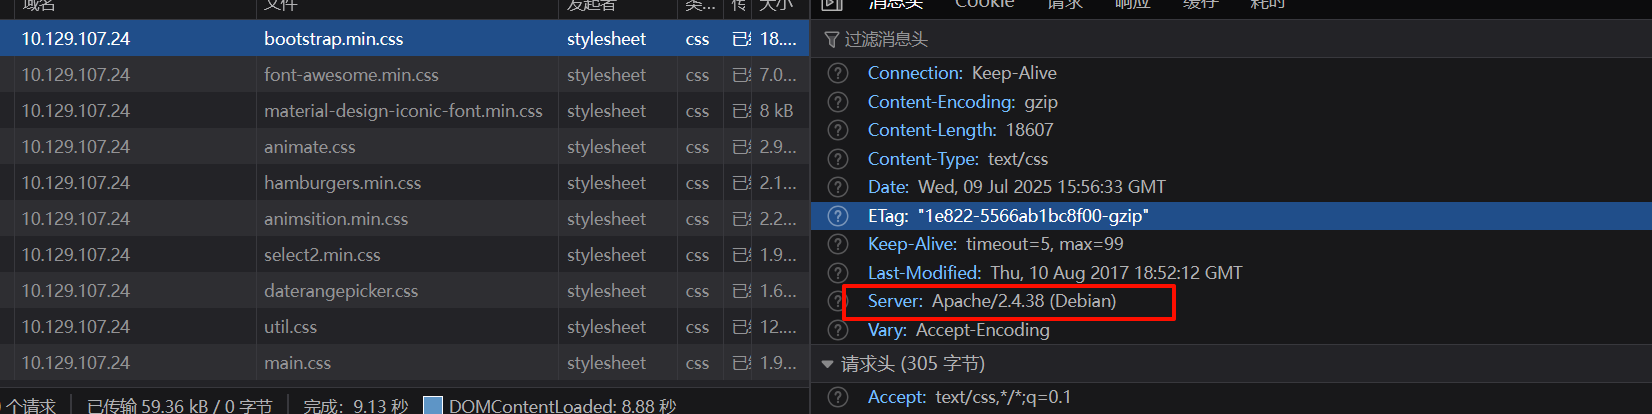 域名 文件 发起者 类... 传 大小
10.129.107.24 bootstrap.min.css stylesheet css 18....
10.129.107.24 font-awesome.min.css stylesheet css 7.0...
10.129.107.24 material-design-iconic-font.min.css stylesheet css 8 kB
10.129.107.24 animate.css stylesheet css 2.9...
10.129.107.24 hamburgers.min.css stylesheet css 2.1...
10.129.107.24 animsition.min.css stylesheet css 2.2...
10.129.107.24 select2.min.css stylesheet css 1.9...
10.129.107.24 daterangepicker.css stylesheet css 1.6...
10.129.107.24 util.css stylesheet css 12....
10.129.107.24 main.css stylesheet css 1.9...
个请求 已传输 59.36 kB / 0 字节 完成: 9.13 秒 DOMContentLoaded: 8.88 秒
消息头 Cookie 请求 响应 缓存 耗时
过滤消息头
Connection: Keep-Alive
Content-Encoding: gzip
Content-Length: 18607
Content-Type: text/css
Date: Wed, 09 Jul 2025 15:56:33 GMT
ETag: "1e822-5566ab1bc8f00-gzip"
Keep-Alive: timeout=5, max=99
Last-Modified: Thu, 10 Aug 2017 18:52:12 GMT
Server: Apache/2.4.38 (Debian)
Vary: Accept-Encoding
请求头 (305 字节)
Accept: text/css,*/*;q=0.1